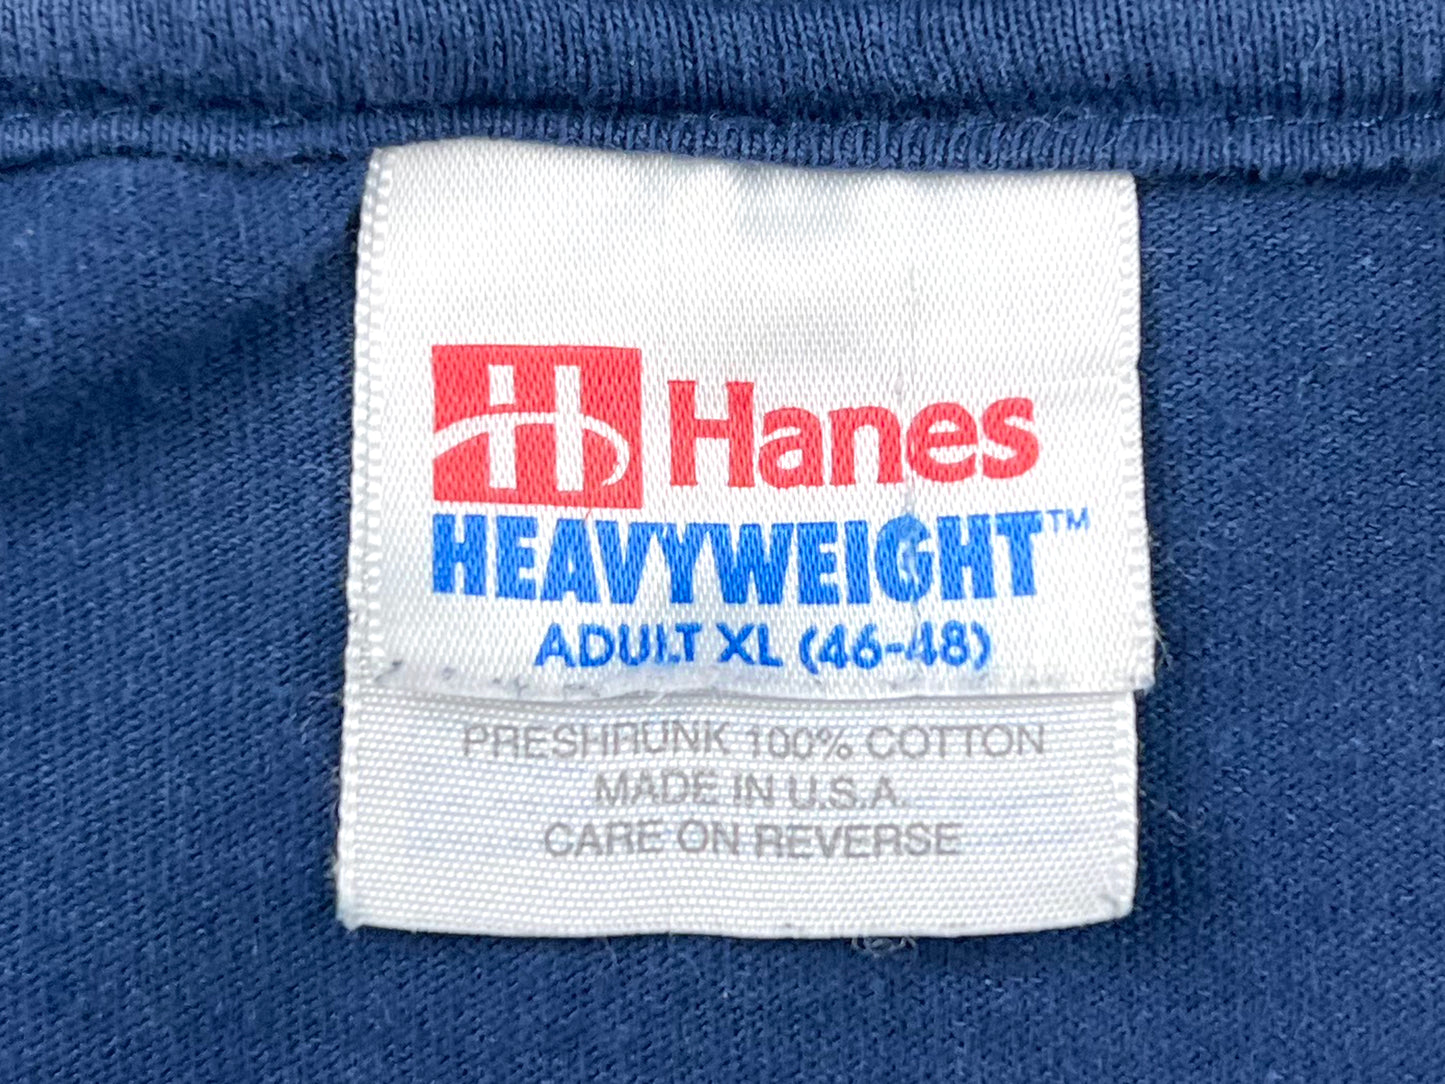 H Hanes
HEAVYWEIGHT™
ADULT XL (46-48)
PRESHRUNK 100% COTTON
MADE IN U.S.A.
CARE ON REVERSE